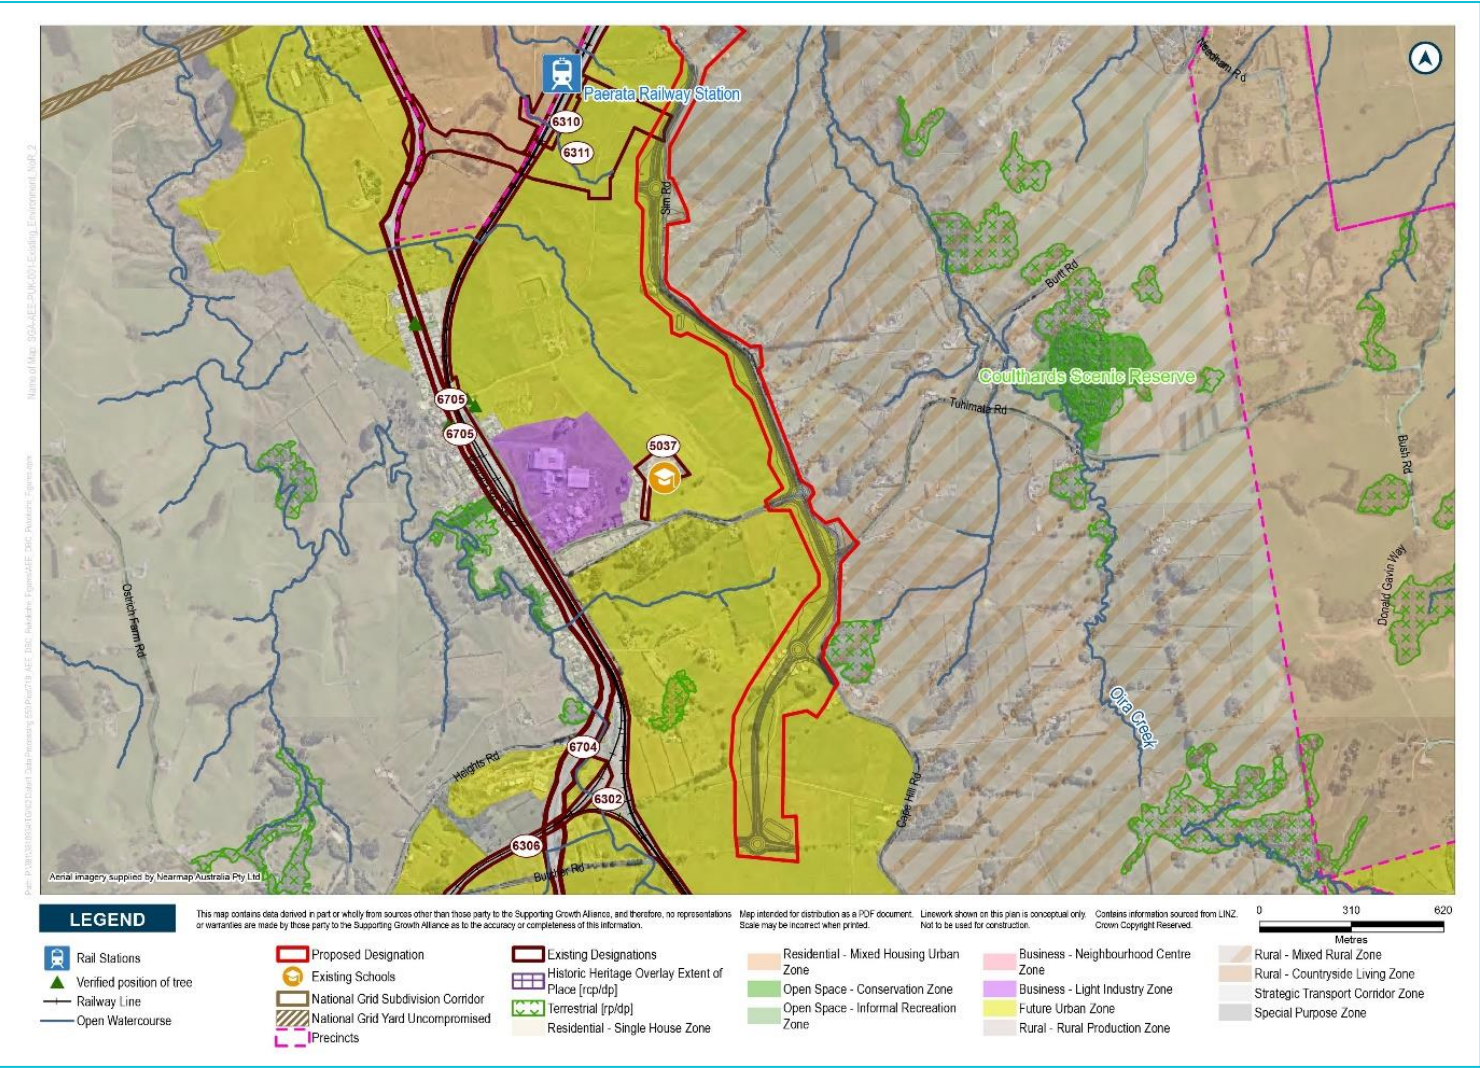 Needham Rd
Paerata Railway Station
6310
6311
Sim Rd
Burtt Rd
Coulthards Scenic Reserve
Tuhimata Rd
6705
6705
5037
Bush Rd
Donald Gavin Way
Ostrich Farm Rd
Oira Creek
6704
Heights Rd
6302
Cape Hill Rd
6306
Butcher Rd
Aerial imagery supplied by Nearmap Australia Pty Ltd
LEGEND
This map contains data derived in part or wholly from sources other than those party to the Supporting Growth Alliance, and therefore, no representations
or warranties are made by those party to the Supporting Growth Alliance as to the accuracy or completeness of this information.
Map intended for distribution as a PDF document.
Scale may be incorrect when printed.
Linework shown on this plan is conceptual only.
Not to be used for construction.
Contains information sourced from LINZ.
Crown Copyright Reserved.
0 310 620
Metres
Rail Stations
Verified position of tree
Railway Line
Open Watercourse
Proposed Designation
Existing Schools
National Grid Subdivision Corridor
National Grid Yard Uncompromised
Precincts
Existing Designations
Historic Heritage Overlay Extent of
Place [rcp/dp]
Terrestrial [rp/dp]
Residential - Single House Zone
Residential - Mixed Housing Urban
Zone
Open Space - Conservation Zone
Open Space - Informal Recreation
Zone
Business - Neighbourhood Centre
Zone
Business - Light Industry Zone
Future Urban Zone
Rural - Rural Production Zone
Rural - Mixed Rural Zone
Rural - Countryside Living Zone
Strategic Transport Corridor Zone
Special Purpose Zone